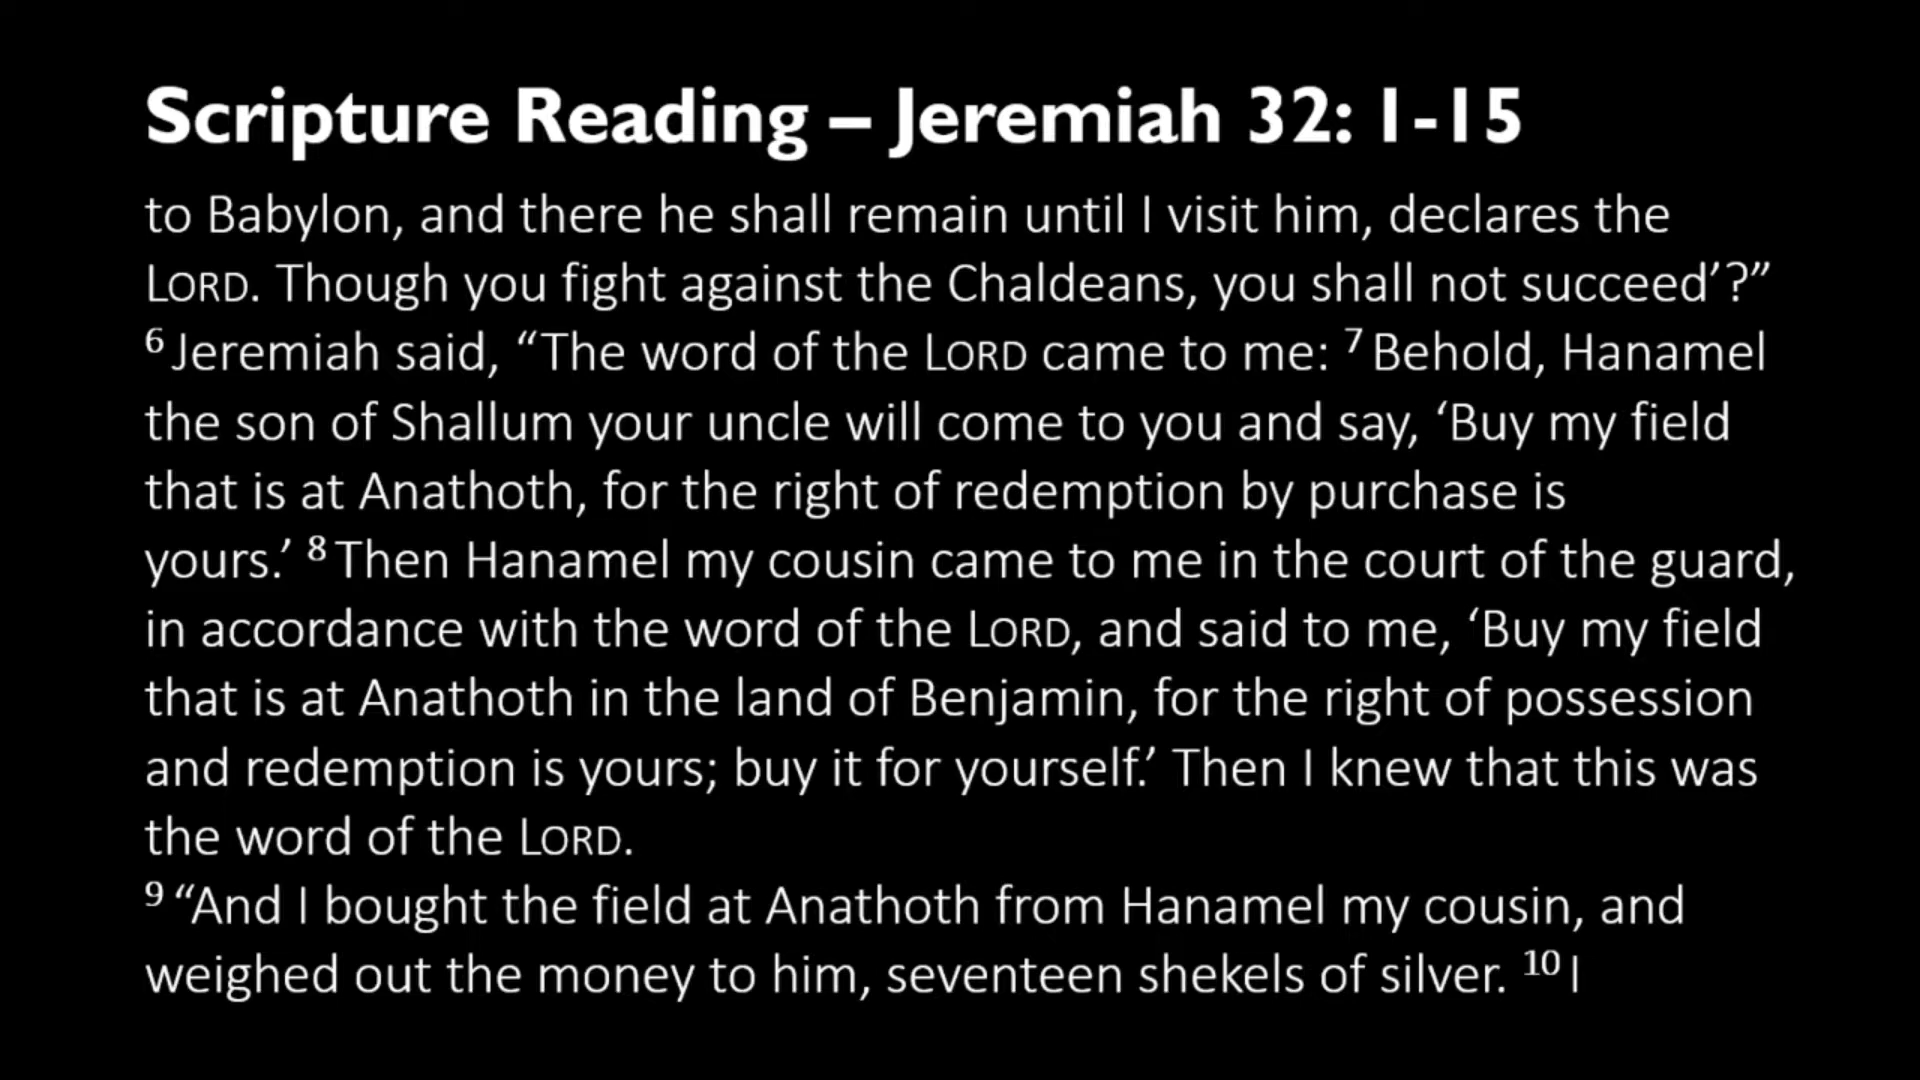 Scripture Reading – Jeremiah 32: 1-15
to Babylon, and there he shall remain until I visit him, declares the
LORD. Though you fight against the Chaldeans, you shall not succeed’?”
6 Jeremiah said, “The word of the LORD came to me: 7 Behold, Hanamel
the son of Shallum your uncle will come to you and say, ‘Buy my field
that is at Anathoth, for the right of redemption by purchase is
yours.’ 8 Then Hanamel my cousin came to me in the court of the guard,
in accordance with the word of the LORD, and said to me, ‘Buy my field
that is at Anathoth in the land of Benjamin, for the right of possession
and redemption is yours; buy it for yourself.’ Then I knew that this was
the word of the LORD.
9 “And I bought the field at Anathoth from Hanamel my cousin, and
weighed out the money to him, seventeen shekels of silver. 10 I